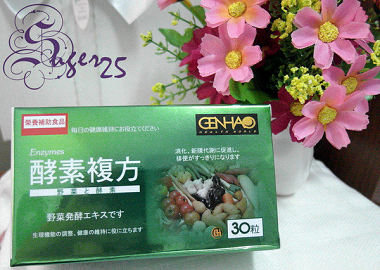 Suger25
栄養補助食品
毎日の健康維持にお役立てください
GENHAO
HEALTH WORLD
Enzymes
酵素複方
野菜と酵素
消化、新陳代謝に促進し、
排便がすっきりになります
野菜発酵エキスです
生理機能の調整、健康の維持に役に立ちます
30粒